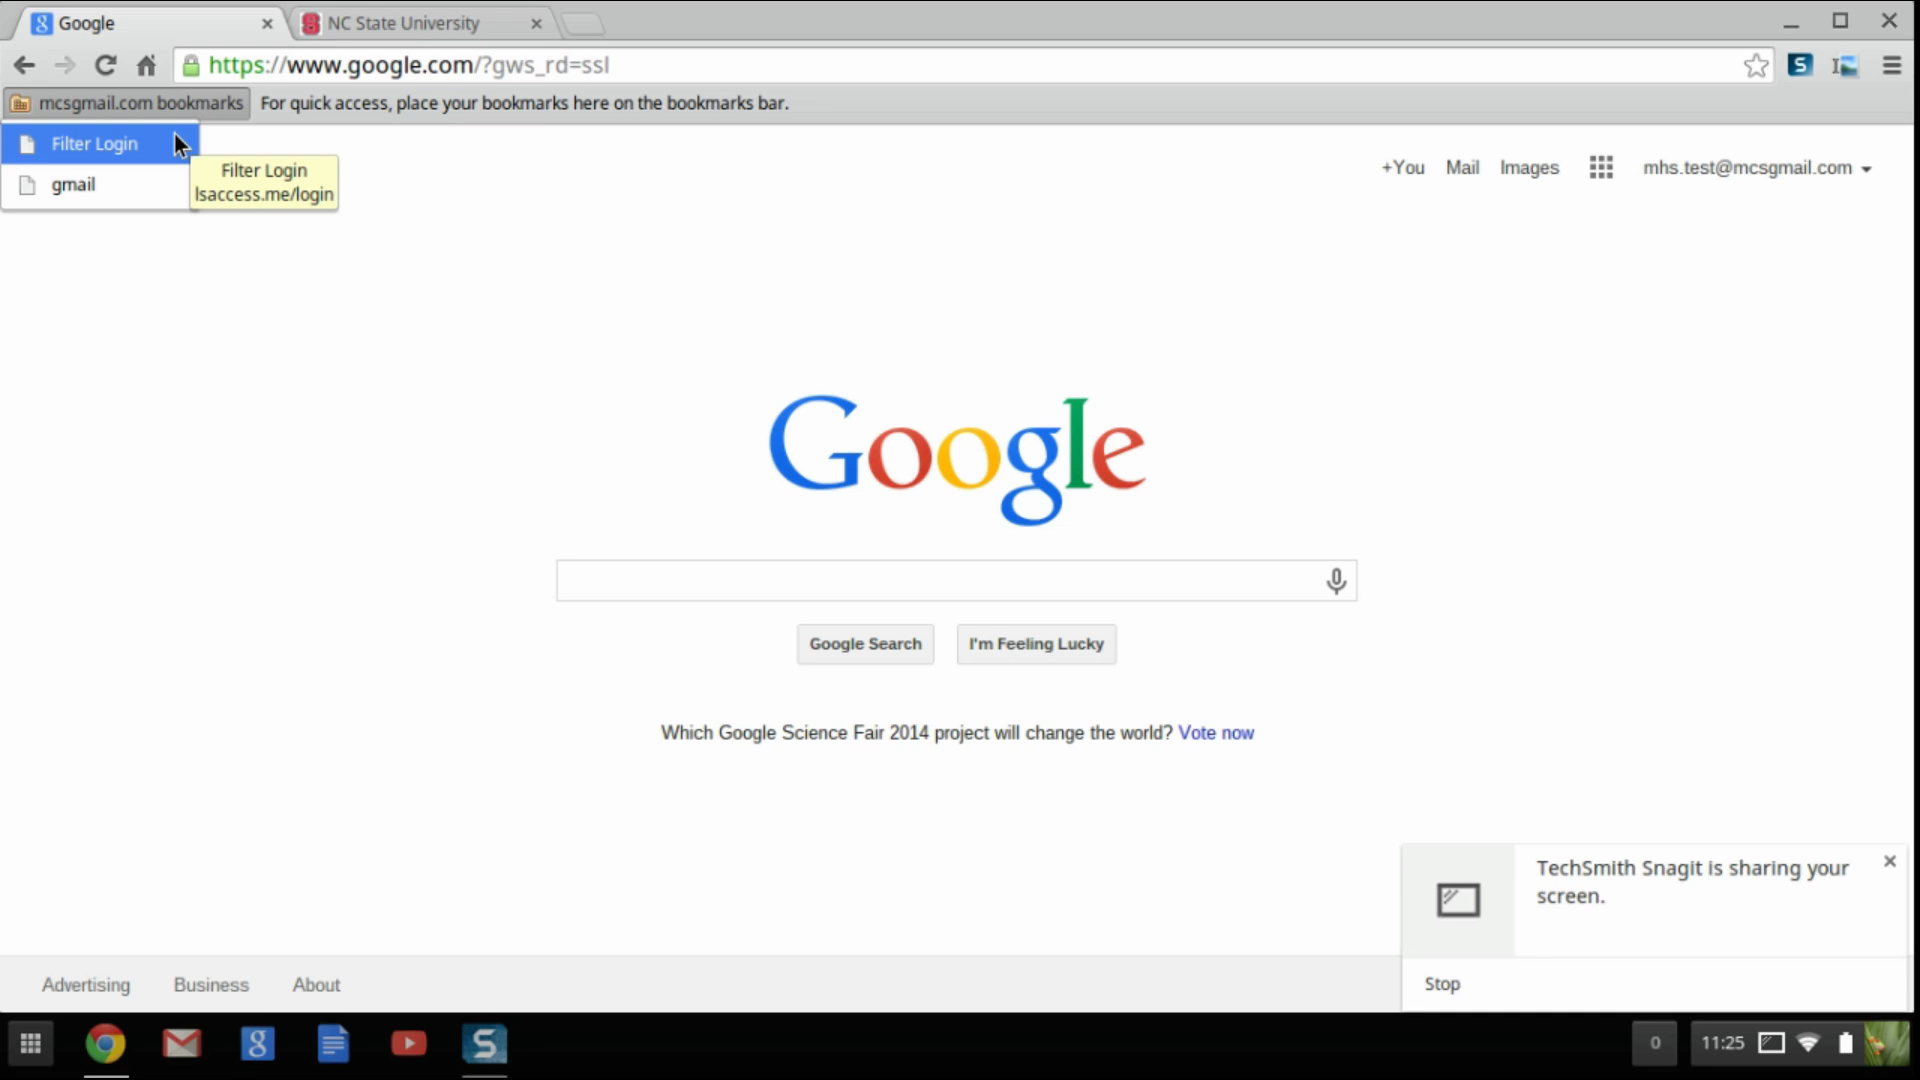 Google
NC State University
https://www.google.com/?gws_rd=ssl
mcsgmail.com bookmarks For quick access, place your bookmarks here on the bookmarks bar.
Filter Login
gmail
Filter Login
lsaccess.me/login
+You Mail Images mhs.test@mcsgmail.com
Google
Google Search I'm Feeling Lucky
Which Google Science Fair 2014 project will change the world? Vote now
TechSmith Snagit is sharing your
screen.
Stop
Advertising Business About
0 11:25